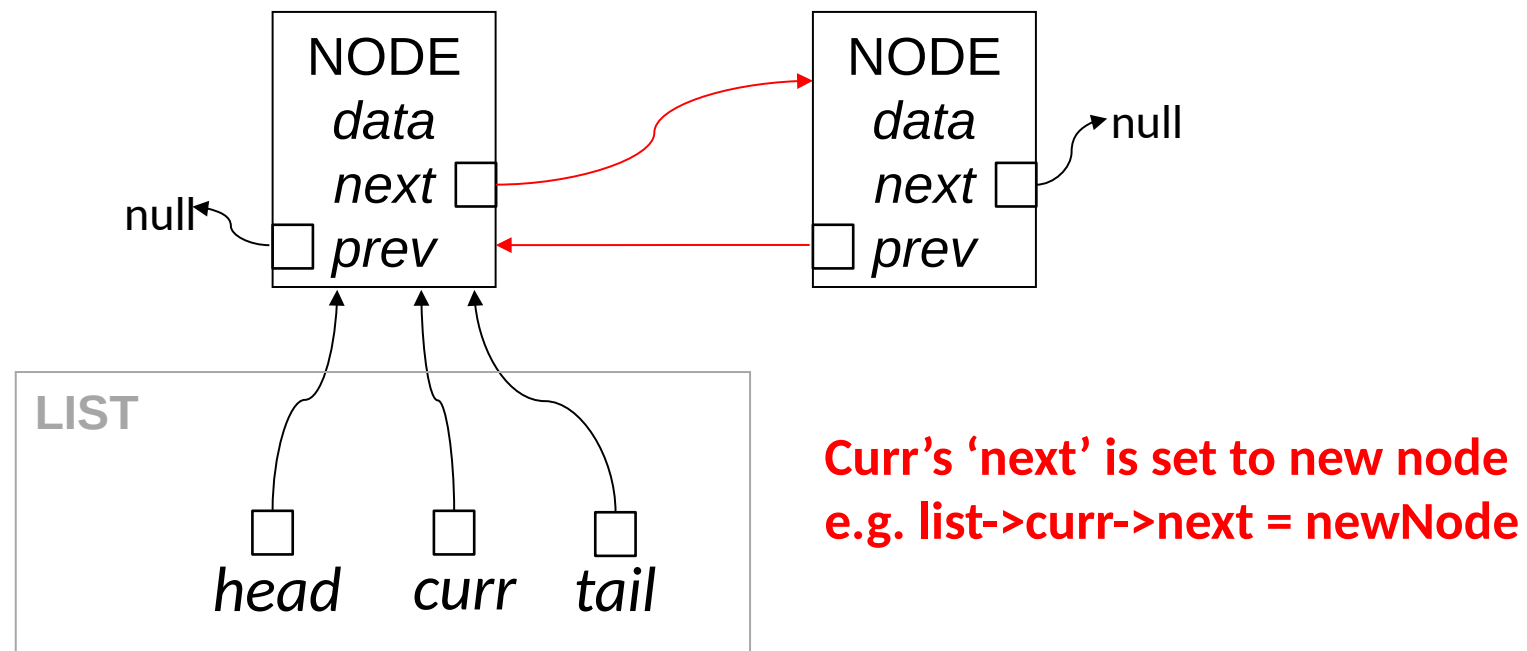 NODE
data
next
prev
null
NODE
data
next
prev
null
LIST
head
curr
tail
Curr’s ‘next’ is set to new node
e.g. list->curr->next = newNode